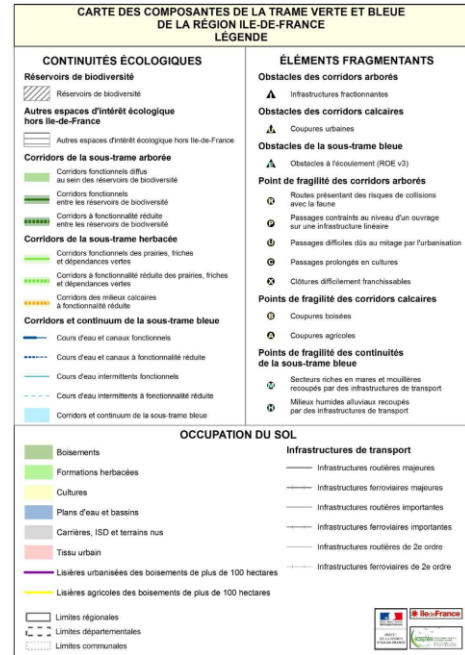 CARTE DES COMPOSANTES DE LA TRAME VERTE ET BLEUE
DE LA RÉGION ILE-DE-FRANCE
LÉGENDE
CONTINUITÉS ÉCOLOGIQUES
Réservoirs de biodiversité
Réservoirs de biodiversité
Autres espaces d'intérêt écologique
hors Ile-de-France
Autres espaces d'intérêt écologique hors Ile-de-France
Corridors de la sous-trame arborée
Corridors fonctionnels diffus
au sein des réservoirs de biodiversité
Corridors fonctionnels
entre les réservoirs de biodiversité
Corridors à fonctionnalité réduite
entre les réservoirs de biodiversité
Corridors de la sous-trame herbacée
Corridors fonctionnels des prairies, friches
et dépendances vertes
Corridors à fonctionnalité réduite des prairies, friches
et dépendances vertes
Corridors des milieux calcaires
à fonctionnalité réduite
Corridors et continuum de la sous-trame bleue
Cours d'eau et canaux fonctionnels
Cours d'eau et canaux à fonctionnalité réduite
Cours d'eau intermittents fonctionnels
Cours d'eau intermittents à fonctionnalité réduite
Corridors et continuum de la sous-trame bleue
ÉLÉMENTS FRAGMENTANTS
Obstacles des corridors arborés
Infrastructures fractionnantes
Obstacles des corridors calcaires
Coupures urbaines
Obstacles de la sous-trame bleue
Obstacles à l'écoulement (ROE v3)
Point de fragilité des corridors arborés
R Routes présentant des risques de collisions
avec la faune
P Passages contraints au niveau d'un ouvrage
sur une infrastructure linéaire
U Passages difficiles dûs au mitage par l'urbanisation
C Passages prolongés en cultures
X Clôtures difficilement franchissables
Points de fragilité des corridors calcaires
B Coupures boisées
A Coupures agricoles
Points de fragilité des continuités
de la sous-trame bleue
M Secteurs riches en mares et mouillères
recoupés par des infrastructures de transport
H Milieux humides alluviaux recoupés
par des infrastructures de transport
OCCUPATION DU SOL
Boisements
Formations herbacées
Cultures
Plans d'eau et bassins
Carrières, ISD et terrains nus
Tissu urbain
Lisières urbanisées des boisements de plus de 100 hectares
Lisières agricoles des boisements de plus de 100 hectares
Limites régionales
Limites départementales
Limites communales
Infrastructures de transport
Infrastructures routières majeures
Infrastructures ferroviaires majeures
Infrastructures routières importantes
Infrastructures ferroviaires importantes
Infrastructures routières de 2e ordre
Infrastructures ferroviaires de 2e ordre
île de France